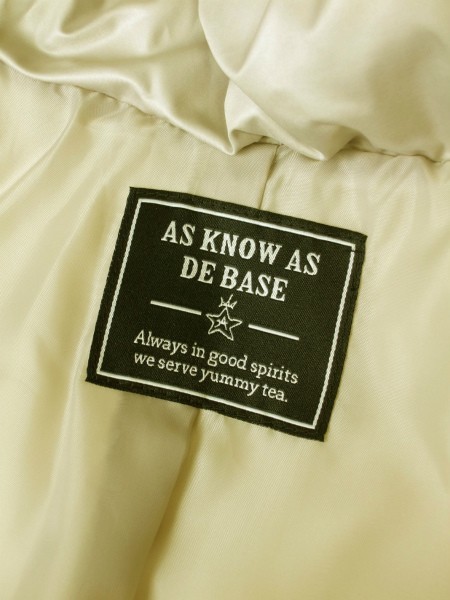 AS KNOW AS
DE BASE
Always in good spirits
we serve yummy tea.